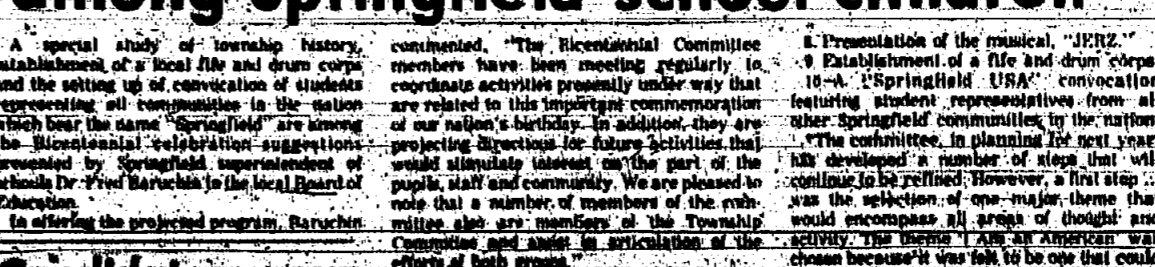 among Springfield school children
A special study of township history,
establishment of a local fife and drum corps
and the setting up of convocation of students
representing all communities in the nation
which bear the name "Springfield" are among
the Bicentennial celebration suggestions
presented by Springfield superintendent of
schools Dr. Fred Baruchin to the local Board of
Education.
In offering the projected program, Baruchin
commented, "The Bicentennial Committee
members have been meeting regularly to
coordinate activities presently under way that
are related to this important commemoration
of our nation's birthday. In addition, they are
projecting directions for future activities that
would stimulate interest on the part of the
pupils, staff and community. We are pleased to
note that a number of members of the com-
mittee also are members of the Township
Committee and assist in articulation of the
efforts of both groups."
8. Presentation of the musical, "JERZ."
9. Establishment of a fife and drum corps
10-A. "Springfield USA" convocation
featuring student representatives from all
other Springfield communities in the nation
"The committee, in planning for next year
has developed a number of steps that will
continue to be refined. However, a first step ..
was the selection of one major theme that
would encompass all areas of thought and
activity. The theme 'I Am an American' was
chosen because it was felt to be one that could